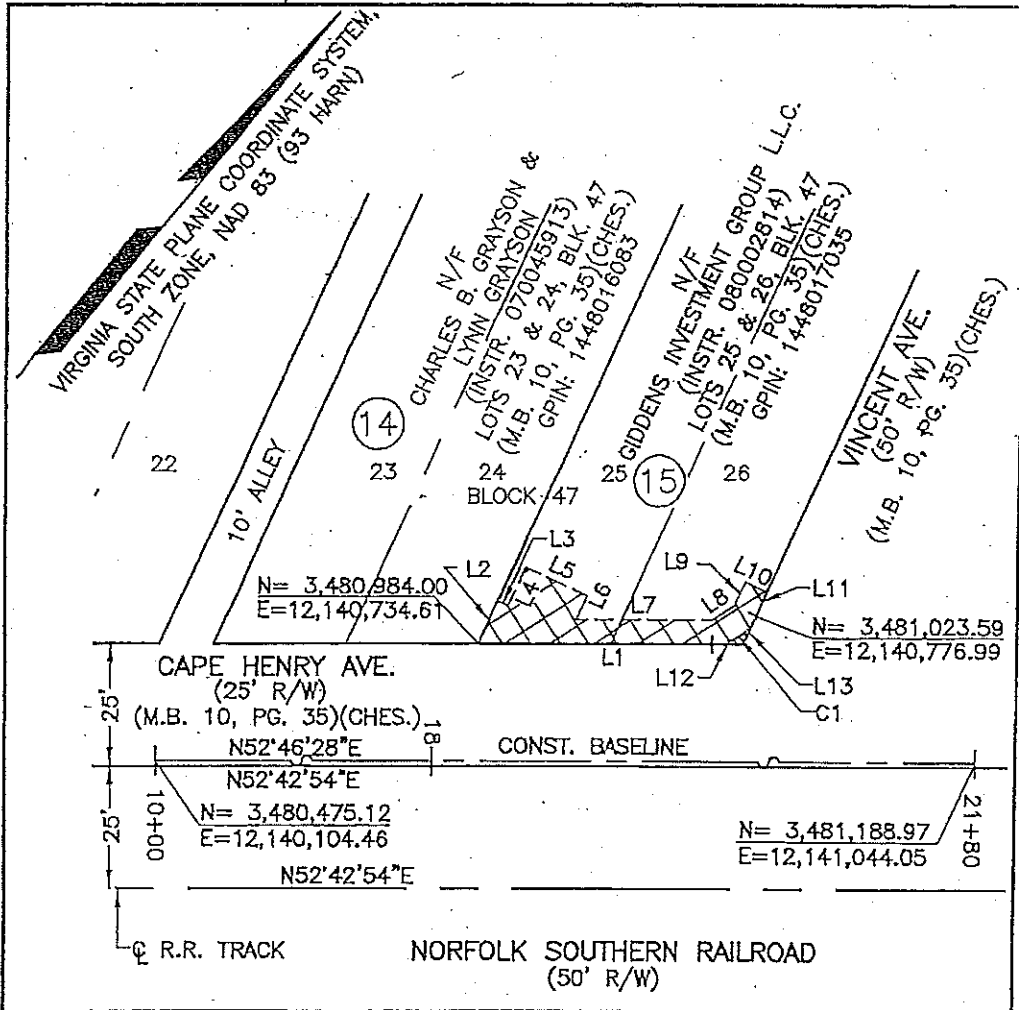 VIRGINIA STATE PLANE COORDINATE SYSTEM,
SOUTH ZONE, NAD 83 (93 HARN)
N/F
CHARLES B. GRAYSON &
LYNN GRAYSON
(INSTR. 070045913)
LOTS 23 & 24, BLK. 47
(M.B. 10, PG. 35)(CHES.)
GPIN: 1448016083
N/F
GIDDENS INVESTMENT GROUP L.L.C.
(INSTR. 080002814)
LOTS 25 & 26, BLK. 47
(M.B. 10, PG. 35)(CHES.)
GPIN: 1448017035
VINCENT AVE.
(50' R/W)
(M.B. 10, PG. 35)(CHES.)
10' ALLEY
14
15
22
23
24
25
26
BLOCK 47
L3
L2
L4
L5
L6
L7
L8
L9
L10
L11
L1
L12
L13
C1
N= 3,480,984.00
E=12,140,734.61
N= 3,481,023.59
E=12,140,776.99
CAPE HENRY AVE.
(25' R/W)
(M.B. 10, PG. 35)(CHES.)
25'
18
N52°46'28"E
CONST. BASELINE
N52°42'54"E
10+00
N= 3,480,475.12
E=12,140,104.46
N= 3,481,188.97
E=12,141,044.05
21+80
25'
N52°42'54"E
℄ R.R. TRACK
NORFOLK SOUTHERN RAILROAD
(50' R/W)